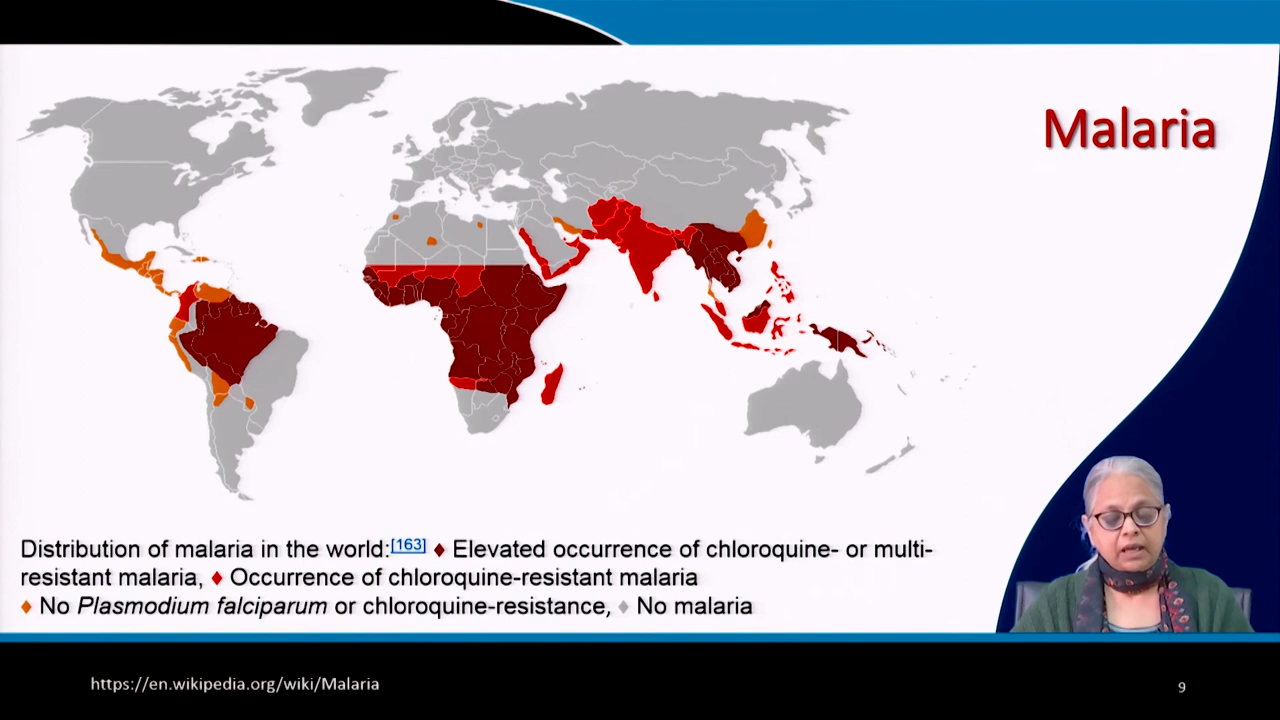 Malaria
Distribution of malaria in the world:[163] ♦ Elevated occurrence of chloroquine- or multi-
resistant malaria, ♦ Occurrence of chloroquine-resistant malaria
♦ No Plasmodium falciparum or chloroquine-resistance, ♦ No malaria
https://en.wikipedia.org/wiki/Malaria
9